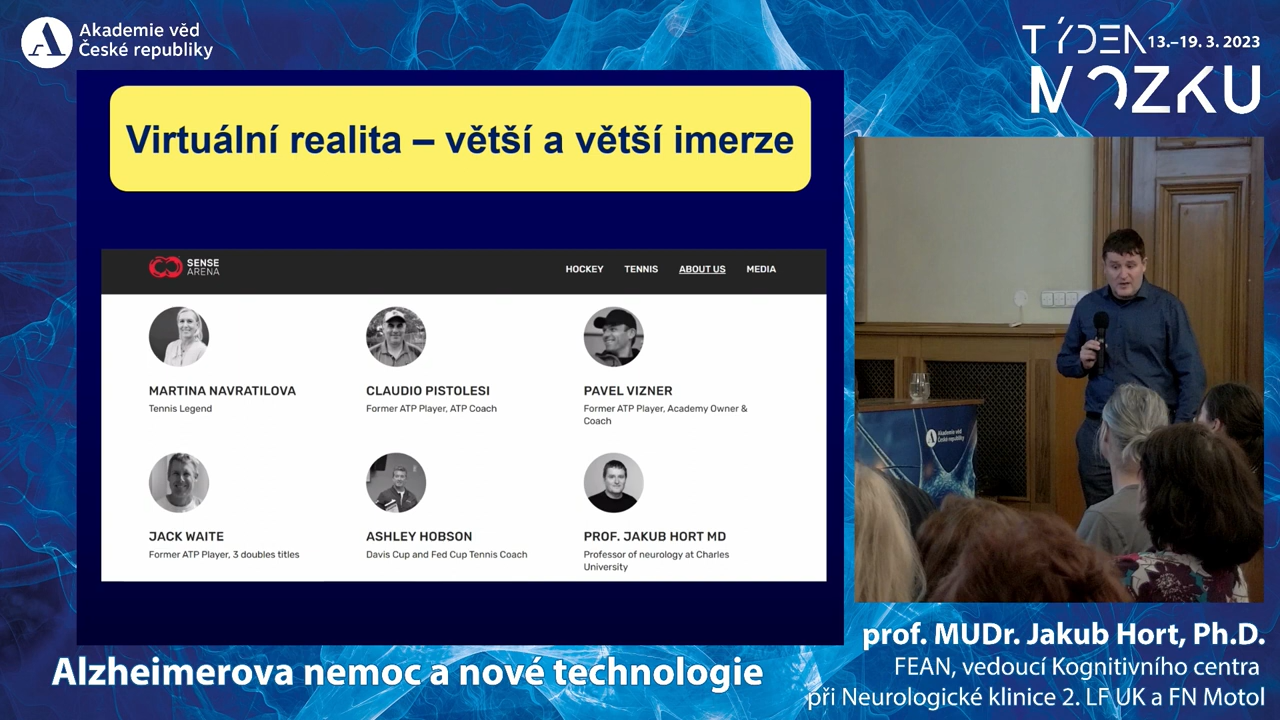 Akademie věd
České republiky
TÝDEN 13.–19. 3. 2023
MOZKU
Virtuální realita – větší a větší imerze
SENSE
ARENA
HOCKEY TENNIS ABOUT US MEDIA
MARTINA NAVRATILOVA
Tennis Legend
CLAUDIO PISTOLESI
Former ATP Player, ATP Coach
PAVEL VIZNER
Former ATP Player, Academy Owner &
Coach
JACK WAITE
Former ATP Player, 3 doubles titles
ASHLEY HOBSON
Davis Cup and Fed Cup Tennis Coach
PROF. JAKUB HORT MD
Professor of neurology at Charles
University
Akademie věd
České republiky
Alzheimerova nemoc a nové technologie
prof. MUDr. Jakub Hort, Ph.D.
FEAN, vedoucí Kognitivního centra
při Neurologické klinice 2. LF UK a FN Motol